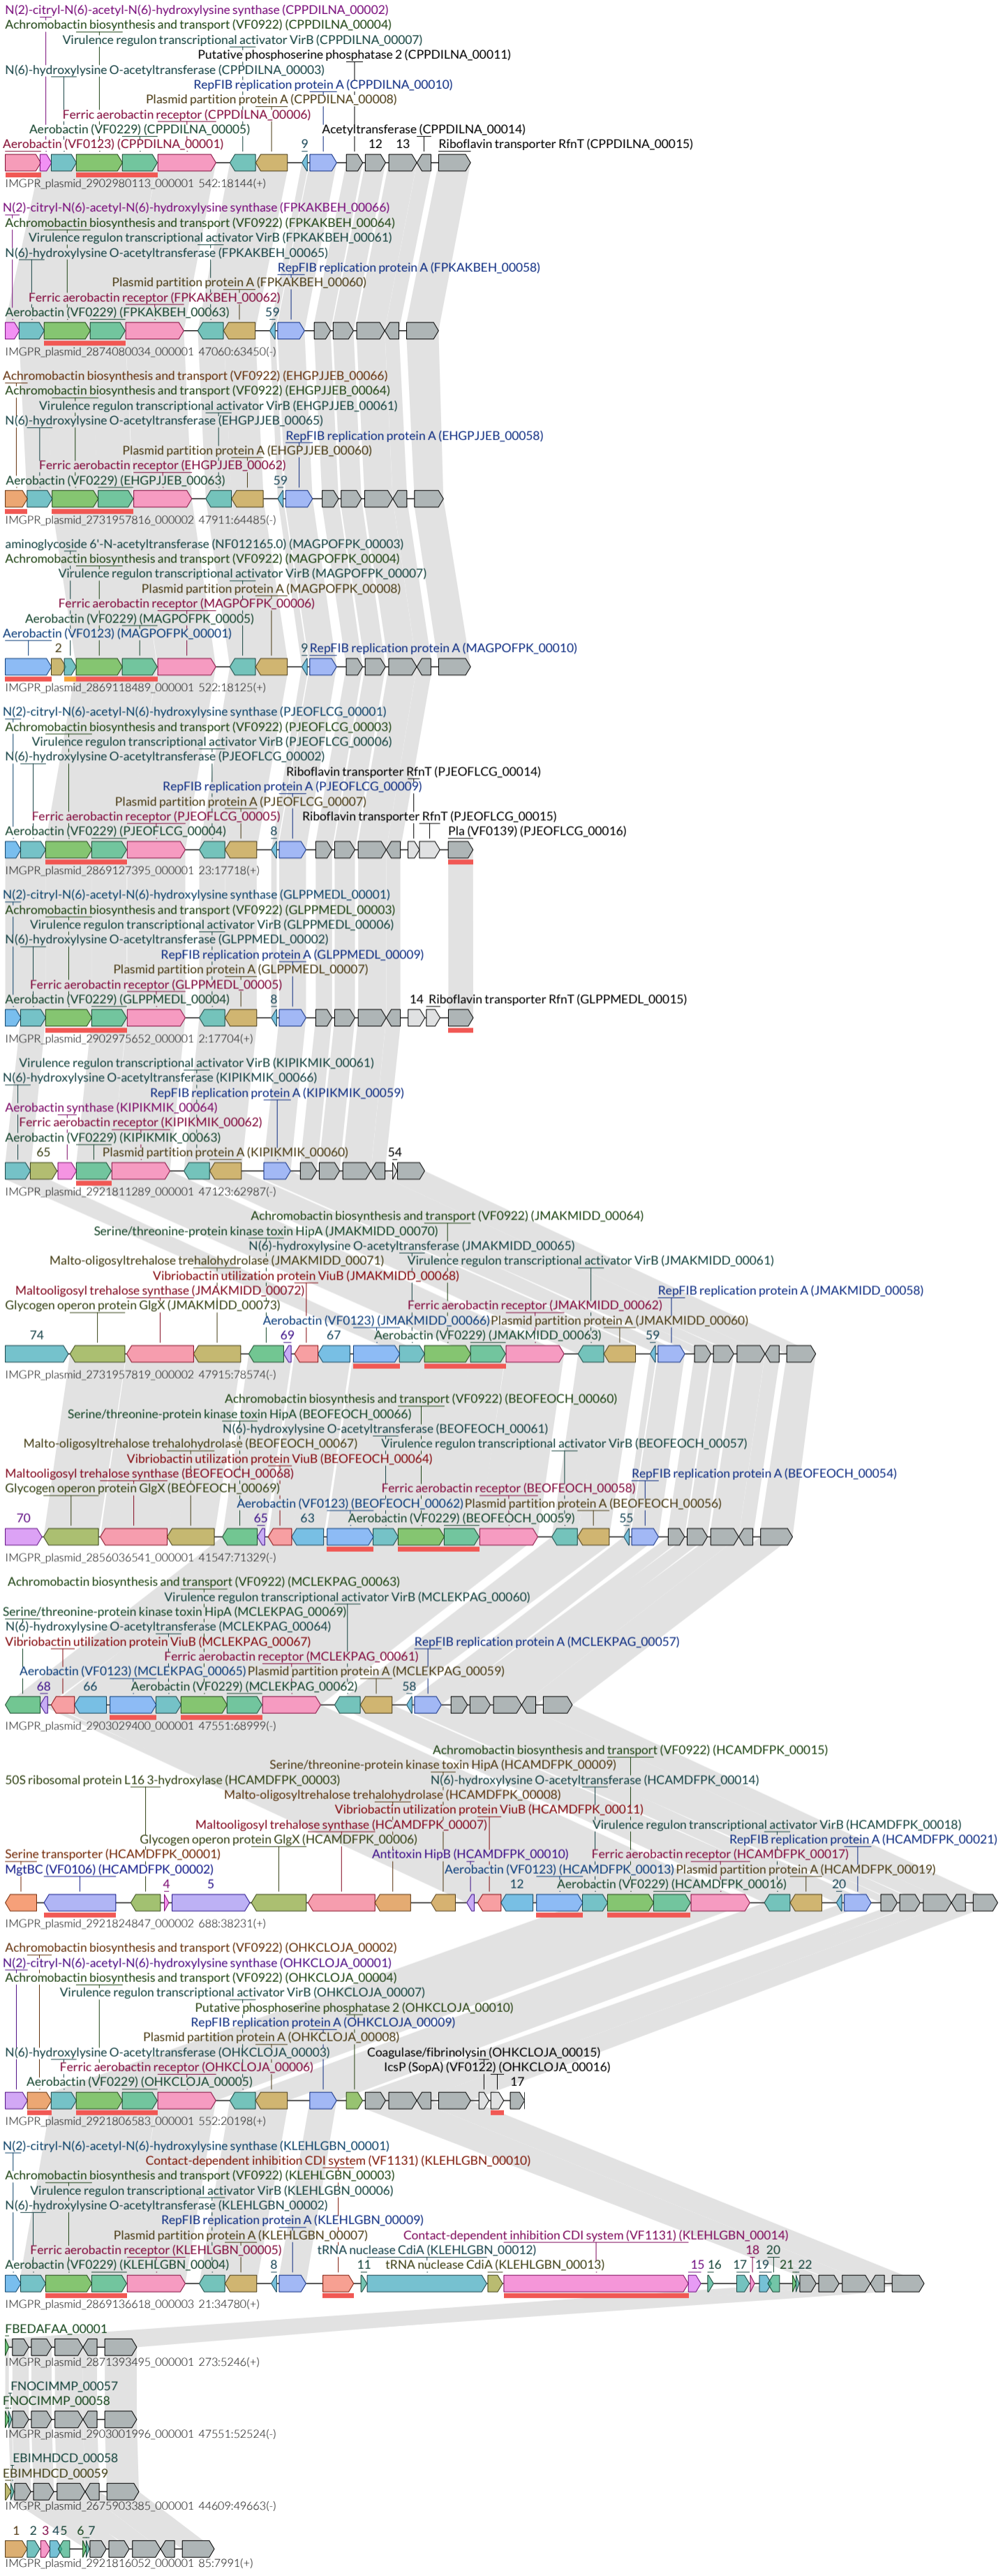 N(2)-citryl-N(6)-acetyl-N(6)-hydroxylysine synthase (CPPDILNA_00002)
Achromobactin biosynthesis and transport (VF0922) (CPPDILNA_00004)
Virulence regulon transcriptional activator VirB (CPPDILNA_00007)
Putative phosphoserine phosphatase 2 (CPPDILNA_00011)
N(6)-hydroxylysine O-acetyltransferase (CPPDILNA_00003)
RepFIB replication protein A (CPPDILNA_00010)
Plasmid partition protein A (CPPDILNA_00008)
Ferric aerobactin receptor (CPPDILNA_00006)
Aerobactin (VF0229) (CPPDILNA_00005) Acetyltransferase (CPPDILNA_00014)
Aerobactin (VF0123) (CPPDILNA_00001) 9 12 13 Riboflavin transporter RfnT (CPPDILNA_00015)
IMGPR_plasmid_2902980113_000001 542:18144(+)
N(2)-citryl-N(6)-acetyl-N(6)-hydroxylysine synthase (FPKAKBEH_00066)
Achromobactin biosynthesis and transport (VF0922) (FPKAKBEH_00064)
Virulence regulon transcriptional activator VirB (FPKAKBEH_00061)
N(6)-hydroxylysine O-acetyltransferase (FPKAKBEH_00065)
RepFIB replication protein A (FPKAKBEH_00058)
Plasmid partition protein A (FPKAKBEH_00060)
Ferric aerobactin receptor (FPKAKBEH_00062)
Aerobactin (VF0229) (FPKAKBEH_00063) 59
IMGPR_plasmid_2874080034_000001 47060:63450(-)
Achromobactin biosynthesis and transport (VF0922) (EHGPJJEB_00066)
Achromobactin biosynthesis and transport (VF0922) (EHGPJJEB_00064)
Virulence regulon transcriptional activator VirB (EHGPJJEB_00061)
N(6)-hydroxylysine O-acetyltransferase (EHGPJJEB_00065)
RepFIB replication protein A (EHGPJJEB_00058)
Plasmid partition protein A (EHGPJJEB_00060)
Ferric aerobactin receptor (EHGPJJEB_00062)
Aerobactin (VF0229) (EHGPJJEB_00063) 59
IMGPR_plasmid_2731957816_000002 47911:64485(-)
aminoglycoside 6'-N-acetyltransferase (NF012165.0) (MAGPOFPK_00003)
Achromobactin biosynthesis and transport (VF0922) (MAGPOFPK_00004)
Virulence regulon transcriptional activator VirB (MAGPOFPK_00007)
Plasmid partition protein A (MAGPOFPK_00008)
Ferric aerobactin receptor (MAGPOFPK_00006)
Aerobactin (VF0229) (MAGPOFPK_00005)
Aerobactin (VF0123) (MAGPOFPK_00001)
2 9 RepFIB replication protein A (MAGPOFPK_00010)
IMGPR_plasmid_2869118489_000001 522:18125(+)
N(2)-citryl-N(6)-acetyl-N(6)-hydroxylysine synthase (PJEOFLCG_00001)
Achromobactin biosynthesis and transport (VF0922) (PJEOFLCG_00003)
Virulence regulon transcriptional activator VirB (PJEOFLCG_00006)
N(6)-hydroxylysine O-acetyltransferase (PJEOFLCG_00002)
Riboflavin transporter RfnT (PJEOFLCG_00014)
RepFIB replication protein A (PJEOFLCG_00009)
Plasmid partition protein A (PJEOFLCG_00007)
Ferric aerobactin receptor (PJEOFLCG_00005) Riboflavin transporter RfnT (PJEOFLCG_00015)
Aerobactin (VF0229) (PJEOFLCG_00004) 8 Pla (VF0139) (PJEOFLCG_00016)
IMGPR_plasmid_2869127395_000001 23:17718(+)
N(2)-citryl-N(6)-acetyl-N(6)-hydroxylysine synthase (GLPPMEDL_00001)
Achromobactin biosynthesis and transport (VF0922) (GLPPMEDL_00003)
Virulence regulon transcriptional activator VirB (GLPPMEDL_00006)
N(6)-hydroxylysine O-acetyltransferase (GLPPMEDL_00002)
RepFIB replication protein A (GLPPMEDL_00009)
Plasmid partition protein A (GLPPMEDL_00007)
Ferric aerobactin receptor (GLPPMEDL_00005)
Aerobactin (VF0229) (GLPPMEDL_00004) 8 14 Riboflavin transporter RfnT (GLPPMEDL_00015)
IMGPR_plasmid_2902975652_000001 2:17704(+)
Virulence regulon transcriptional activator VirB (KIPIKMIK_00061)
N(6)-hydroxylysine O-acetyltransferase (KIPIKMIK_00066)
RepFIB replication protein A (KIPIKMIK_00059)
Aerobactin synthase (KIPIKMIK_00064)
Ferric aerobactin receptor (KIPIKMIK_00062)
Aerobactin (VF0229) (KIPIKMIK_00063)
65 Plasmid partition protein A (KIPIKMIK_00060) 54
IMGPR_plasmid_2921811289_000001 47123:62987(-)
Achromobactin biosynthesis and transport (VF0922) (JMAKMIDD_00064)
Serine/threonine-protein kinase toxin HipA (JMAKMIDD_00070)
N(6)-hydroxylysine O-acetyltransferase (JMAKMIDD_00065)
Malto-oligosyltrehalose trehalohydrolase (JMAKMIDD_00071) Virulence regulon transcriptional activator VirB (JMAKMIDD_00061)
Vibriobactin utilization protein ViuB (JMAKMIDD_00068)
Maltooligosyl trehalose synthase (JMAKMIDD_00072) RepFIB replication protein A (JMAKMIDD_00058)
Glycogen operon protein GlgX (JMAKMIDD_00073) Ferric aerobactin receptor (JMAKMIDD_00062)
Aerobactin (VF0123) (JMAKMIDD_00066) Plasmid partition protein A (JMAKMIDD_00060)
74 69 67 Aerobactin (VF0229) (JMAKMIDD_00063) 59
IMGPR_plasmid_2731957819_000002 47915:78574(-)
Achromobactin biosynthesis and transport (VF0922) (BEOFEOCH_00060)
Serine/threonine-protein kinase toxin HipA (BEOFEOCH_00066)
N(6)-hydroxylysine O-acetyltransferase (BEOFEOCH_00061)
Malto-oligosyltrehalose trehalohydrolase (BEOFEOCH_00067) Virulence regulon transcriptional activator VirB (BEOFEOCH_00057)
Vibriobactin utilization protein ViuB (BEOFEOCH_00064)
Maltooligosyl trehalose synthase (BEOFEOCH_00068) RepFIB replication protein A (BEOFEOCH_00054)
Glycogen operon protein GlgX (BEOFEOCH_00069) Ferric aerobactin receptor (BEOFEOCH_00058)
Aerobactin (VF0123) (BEOFEOCH_00062) Plasmid partition protein A (BEOFEOCH_00056)
70 65 63 Aerobactin (VF0229) (BEOFEOCH_00059) 55
IMGPR_plasmid_2856036541_000001 41547:71329(-)
Achromobactin biosynthesis and transport (VF0922) (MCLEKPAG_00063)
Virulence regulon transcriptional activator VirB (MCLEKPAG_00060)
Serine/threonine-protein kinase toxin HipA (MCLEKPAG_00069)
N(6)-hydroxylysine O-acetyltransferase (MCLEKPAG_00064)
Vibriobactin utilization protein ViuB (MCLEKPAG_00067) RepFIB replication protein A (MCLEKPAG_00057)
Ferric aerobactin receptor (MCLEKPAG_00061)
Aerobactin (VF0123) (MCLEKPAG_00065) Plasmid partition protein A (MCLEKPAG_00059)
68 66 Aerobactin (VF0229) (MCLEKPAG_00062) 58
IMGPR_plasmid_2903029400_000001 47551:68999(-)
Achromobactin biosynthesis and transport (VF0922) (HCAMDFPK_00015)
Serine/threonine-protein kinase toxin HipA (HCAMDFPK_00009)
50S ribosomal protein L16 3-hydroxylase (HCAMDFPK_00003) N(6)-hydroxylysine O-acetyltransferase (HCAMDFPK_00014)
Malto-oligosyltrehalose trehalohydrolase (HCAMDFPK_00008)
Vibriobactin utilization protein ViuB (HCAMDFPK_00011)
Maltooligosyl trehalose synthase (HCAMDFPK_00007) Virulence regulon transcriptional activator VirB (HCAMDFPK_00018)
Glycogen operon protein GlgX (HCAMDFPK_00006) RepFIB replication protein A (HCAMDFPK_00021)
Serine transporter (HCAMDFPK_00001) Antitoxin HipB (HCAMDFPK_00010) Ferric aerobactin receptor (HCAMDFPK_00017)
MgtBC (VF0106) (HCAMDFPK_00002) Aerobactin (VF0123) (HCAMDFPK_00013) Plasmid partition protein A (HCAMDFPK_00019)
4 5 12 Aerobactin (VF0229) (HCAMDFPK_00016) 20
IMGPR_plasmid_2921824847_000002 688:38231(+)
Achromobactin biosynthesis and transport (VF0922) (OHKCLOJA_00002)
N(2)-citryl-N(6)-acetyl-N(6)-hydroxylysine synthase (OHKCLOJA_00001)
Achromobactin biosynthesis and transport (VF0922) (OHKCLOJA_00004)
Virulence regulon transcriptional activator VirB (OHKCLOJA_00007)
Putative phosphoserine phosphatase 2 (OHKCLOJA_00010)
RepFIB replication protein A (OHKCLOJA_00009)
Plasmid partition protein A (OHKCLOJA_00008)
N(6)-hydroxylysine O-acetyltransferase (OHKCLOJA_00003) Coagulase/fibrinolysin (OHKCLOJA_00015)
Ferric aerobactin receptor (OHKCLOJA_00006) IcsP (SopA) (VF0122) (OHKCLOJA_00016)
Aerobactin (VF0229) (OHKCLOJA_00005) 17
IMGPR_plasmid_2921806583_000001 552:20198(+)
N(2)-citryl-N(6)-acetyl-N(6)-hydroxylysine synthase (KLEHLGBN_00001)
Contact-dependent inhibition CDI system (VF1131) (KLEHLGBN_00010)
Achromobactin biosynthesis and transport (VF0922) (KLEHLGBN_00003)
Virulence regulon transcriptional activator VirB (KLEHLGBN_00006)
N(6)-hydroxylysine O-acetyltransferase (KLEHLGBN_00002)
RepFIB replication protein A (KLEHLGBN_00009)
Plasmid partition protein A (KLEHLGBN_00007) Contact-dependent inhibition CDI system (VF1131) (KLEHLGBN_00014)
Ferric aerobactin receptor (KLEHLGBN_00005) tRNA nuclease CdiA (KLEHLGBN_00012) 18 20
Aerobactin (VF0229) (KLEHLGBN_00004) 8 11 tRNA nuclease CdiA (KLEHLGBN_00013) 15 16 17 19 21 22
IMGPR_plasmid_2869136618_000003 21:34780(+)
FBEDAFAA_00001
IMGPR_plasmid_2871393495_000001 273:5246(+)
FNOCIMMP_00057
FNOCIMMP_00058
IMGPR_plasmid_2903001996_000001 47551:52524(-)
EBIMHDCD_00058
EBIMHDCD_00059
IMGPR_plasmid_2675903385_000001 44609:49663(-)
1 2 3 4 5 6 7
IMGPR_plasmid_2921816052_000001 85:7991(+)